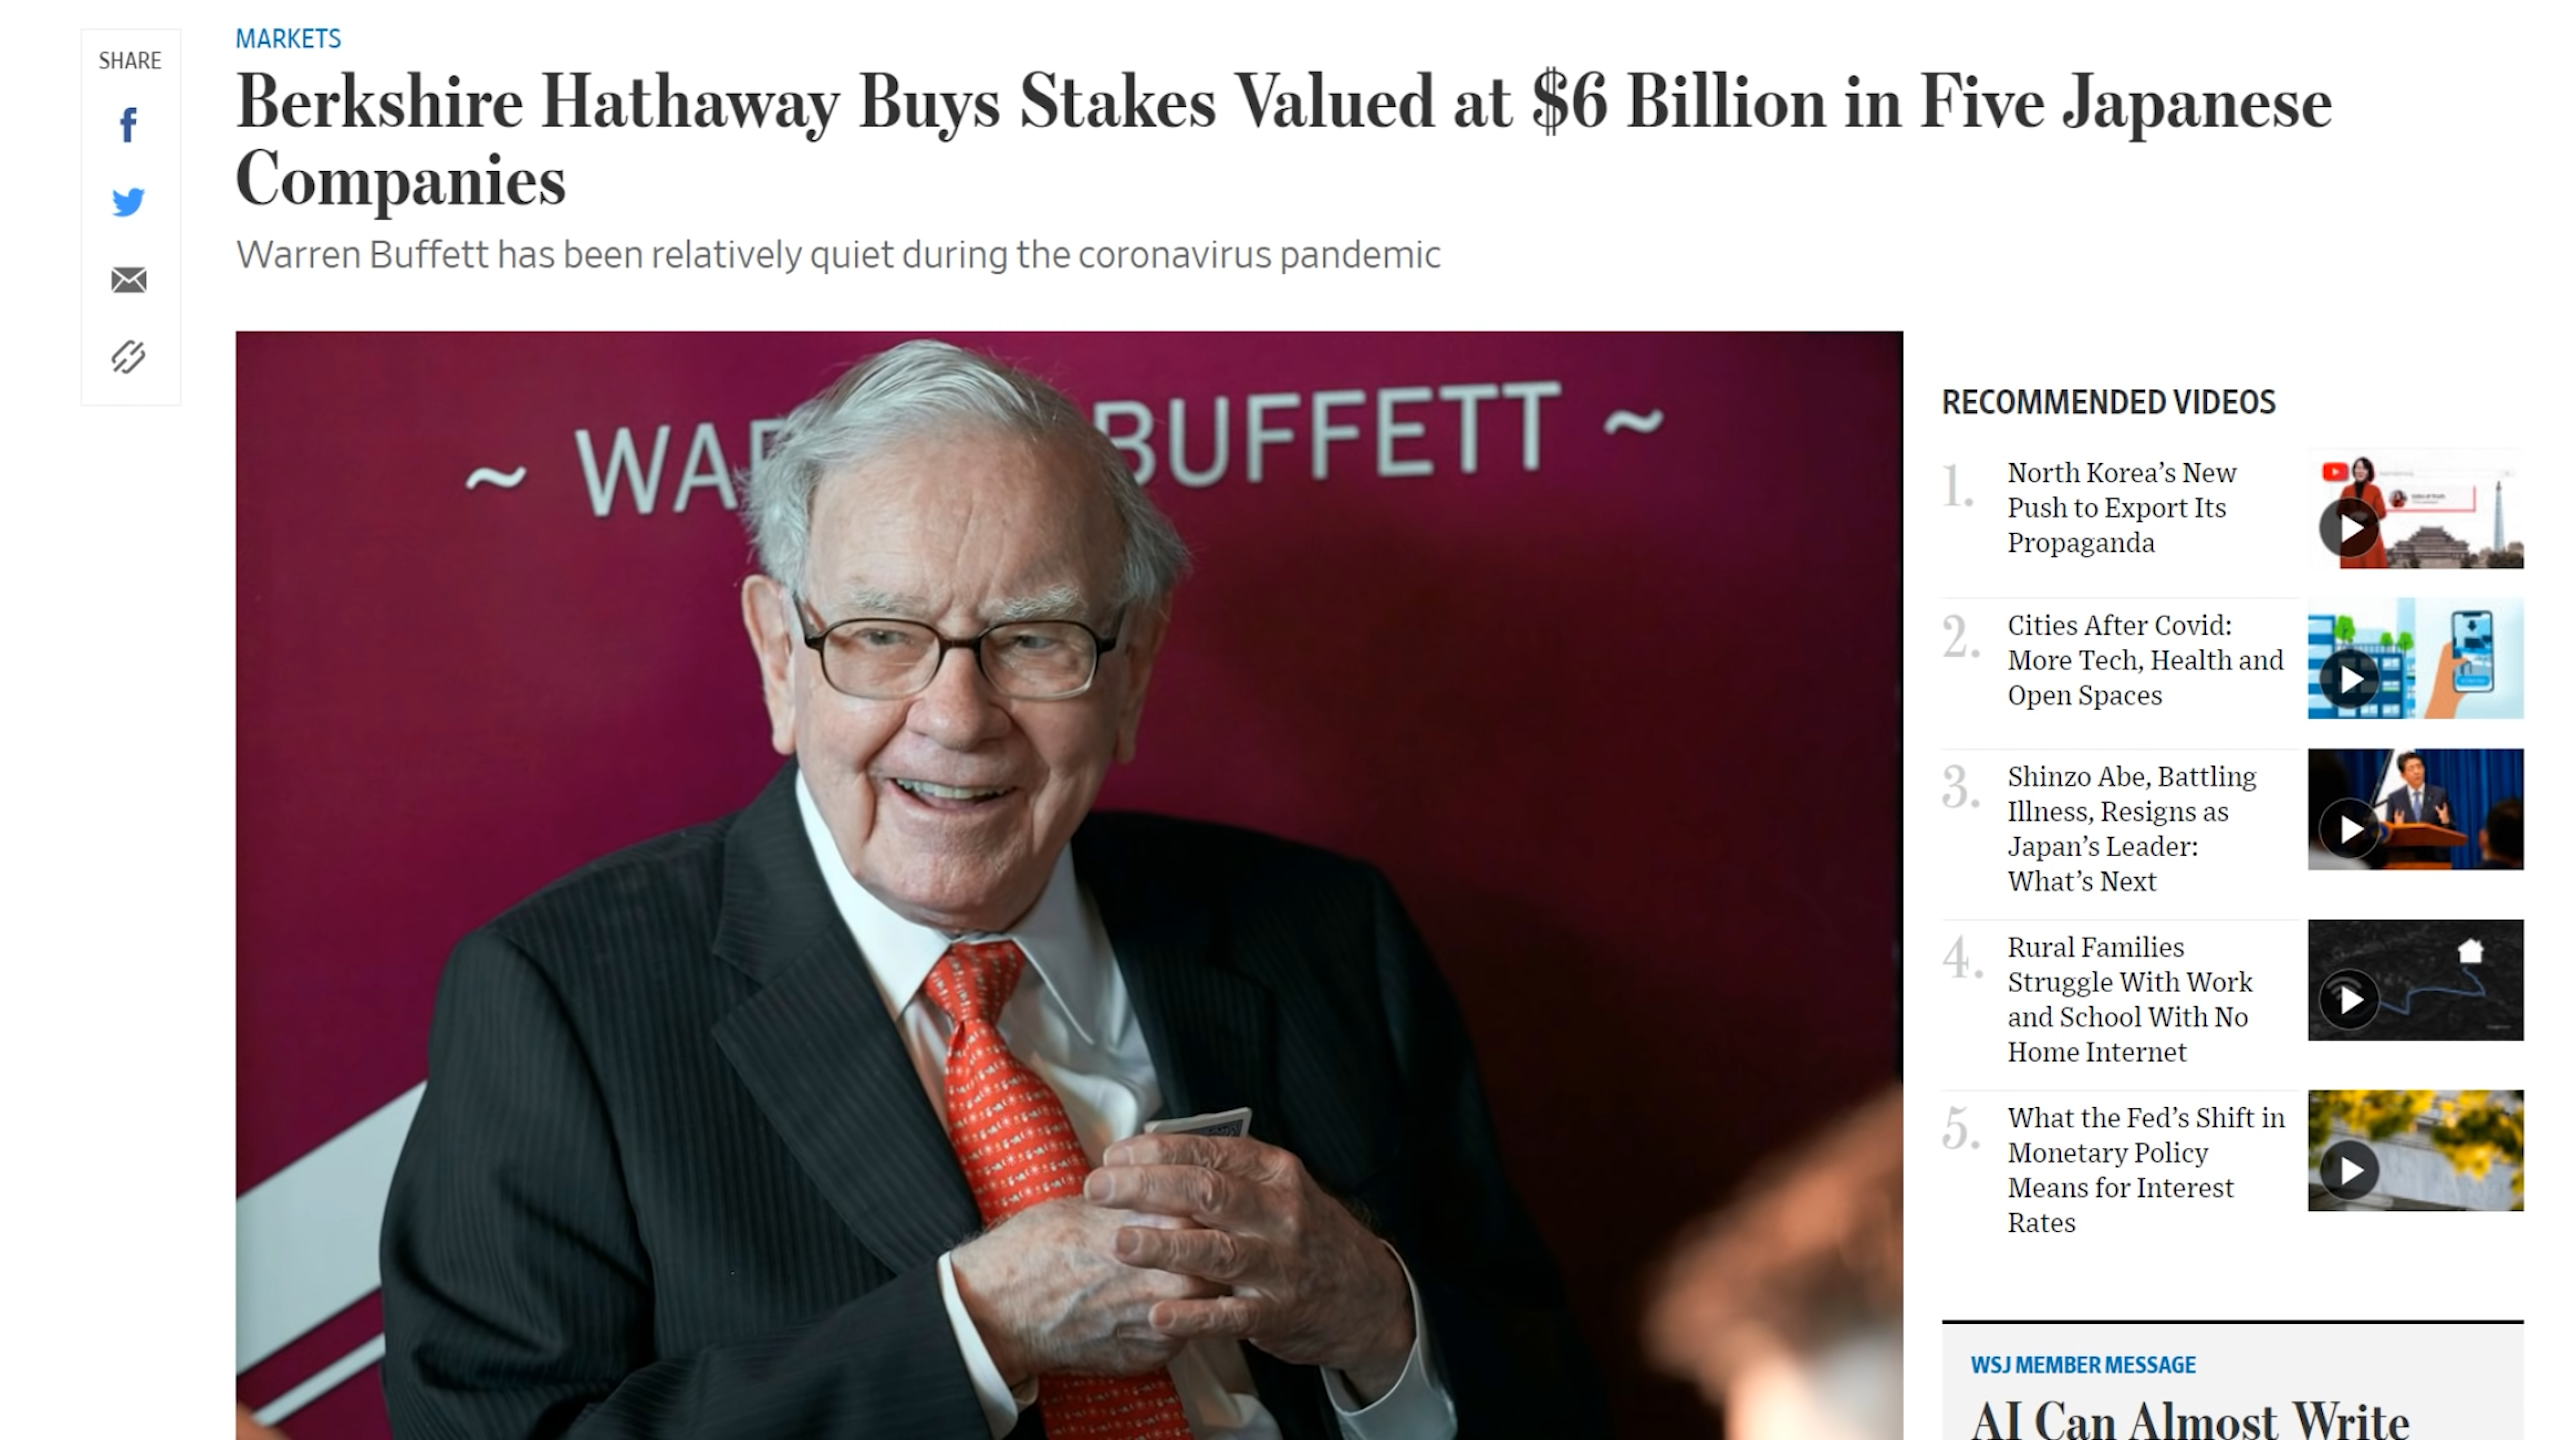 SHARE
MARKETS
Berkshire Hathaway Buys Stakes Valued at $6 Billion in Five Japanese
Companies
Warren Buffett has been relatively quiet during the coronavirus pandemic
~ WAR BUFFETT ~
RECOMMENDED VIDEOS
1. North Korea’s New
Push to Export Its
Propaganda
2. Cities After Covid:
More Tech, Health and
Open Spaces
3. Shinzo Abe, Battling
Illness, Resigns as
Japan’s Leader:
What’s Next
4. Rural Families
Struggle With Work
and School With No
Home Internet
5. What the Fed’s Shift in
Monetary Policy
Means for Interest
Rates
WSJ MEMBER MESSAGE
AI Can Almost Write